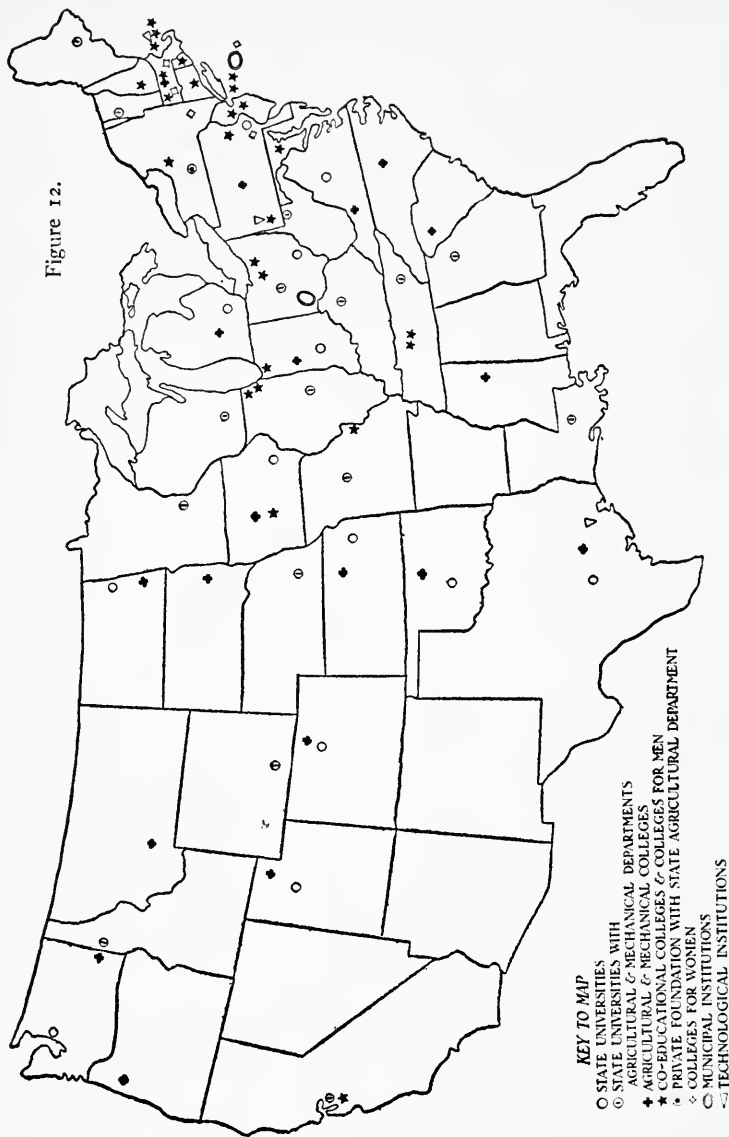 Figure 12.
KEY TO MAP
STATE UNIVERSITIES
STATE UNIVERSITIES WITH
AGRICULTURAL & MECHANICAL DEPARTMENTS
AGRICULTURAL & MECHANICAL COLLEGES
CO-EDUCATIONAL COLLEGES & COLLEGES FOR MEN
PRIVATE FOUNDATION WITH STATE AGRICULTURAL DEPARTMENT
COLLEGES FOR WOMEN
MUNICIPAL INSTITUTIONS
TECHNOLOGICAL INSTITUTIONS